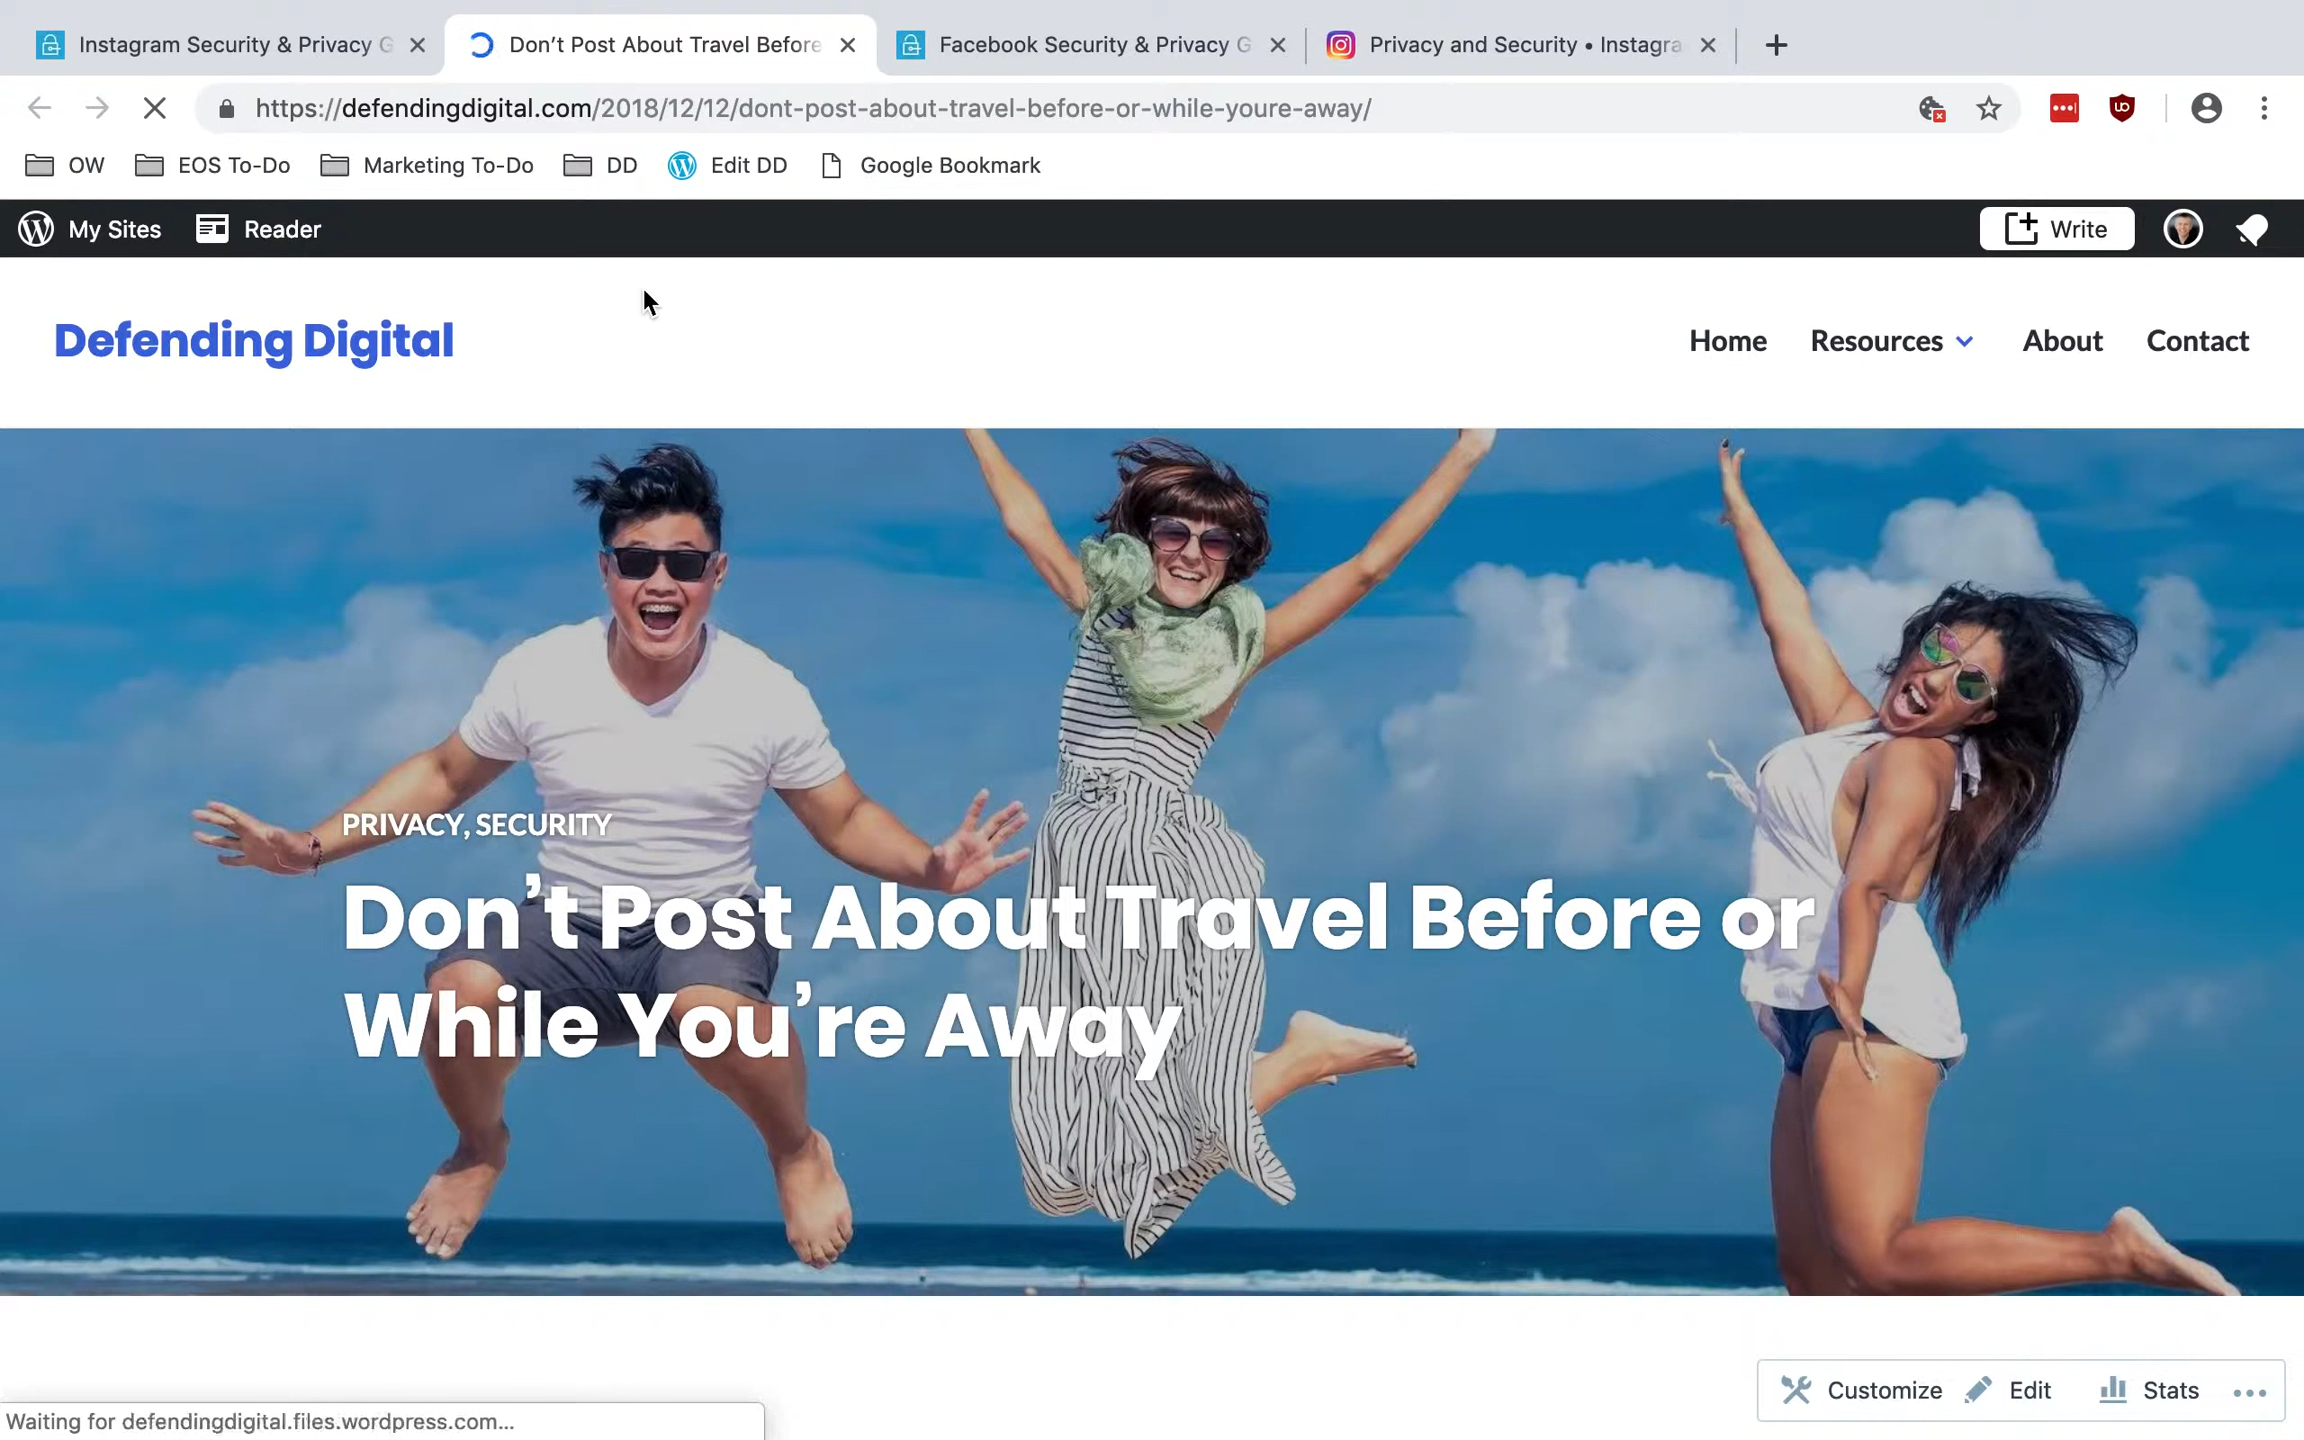 Instagram Security & Privacy G
Don't Post About Travel Before
Facebook Security & Privacy G
Privacy and Security • Instagra
https://defendingdigital.com/2018/12/12/dont-post-about-travel-before-or-while-youre-away/
OW
EOS To-Do
Marketing To-Do
DD
Edit DD
Google Bookmark
My Sites
Reader
Write
Defending Digital
Home
Resources
About
Contact
PRIVACY, SECURITY
Don't Post About Travel Before or
While You're Away
Customize
Edit
Stats
Waiting for defendingdigital.files.wordpress.com...